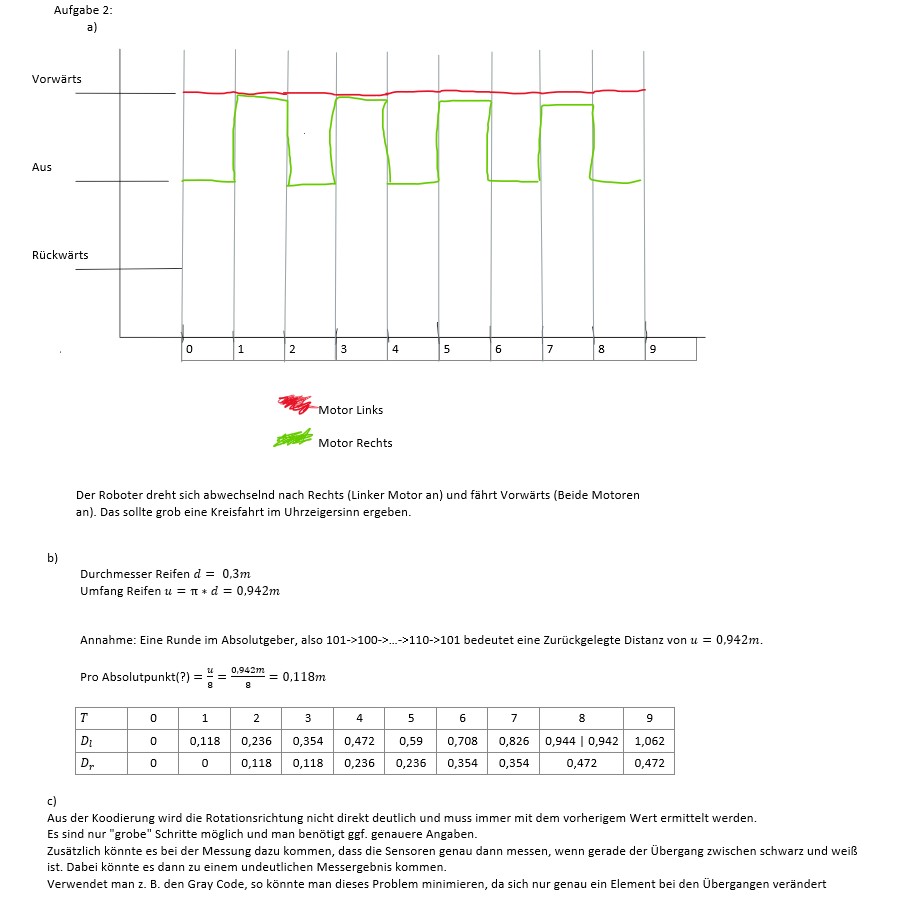 Aufgabe 2:
a)
Vorwärts
Aus
Rückwärts
0 1 2 3 4 5 6 7 8 9
Motor Links
Motor Rechts
Der Roboter dreht sich abwechselnd nach Rechts (Linker Motor an) und fährt Vorwärts (Beide Motoren
an). Das sollte grob eine Kreisfahrt im Uhrzeigersinn ergeben.
b)
Durchmesser Reifen d = 0,3m
Umfang Reifen u = π ∗ d = 0,942m
Annahme: Eine Runde im Absolutgeber, also 101->100->...->110->101 bedeutet eine Zurückgelegte Distanz von u = 0,942m.
Pro Absolutpunkt(?) = u/8 = 0,942m/8 = 0,118m
T 0 1 2 3 4 5 6 7 8 9
D_l 0 0,118 0,236 0,354 0,472 0,59 0,708 0,826 0,944 | 0,942 1,062
D_r 0 0 0,118 0,118 0,236 0,236 0,354 0,354 0,472 0,472
c)
Aus der Koodierung wird die Rotationsrichtung nicht direkt deutlich und muss immer mit dem vorherigem Wert ermittelt werden.
Es sind nur "grobe" Schritte möglich und man benötigt ggf. genauere Angaben.
Zusätzlich könnte es bei der Messung dazu kommen, dass die Sensoren genau dann messen, wenn gerade der Übergang zwischen schwarz und weiß
ist. Dabei könnte es dann zu einem undeutlichen Messergebnis kommen.
Verwendet man z. B. den Gray Code, so könnte man dieses Problem minimieren, da sich nur genau ein Element bei den Übergangen verändert